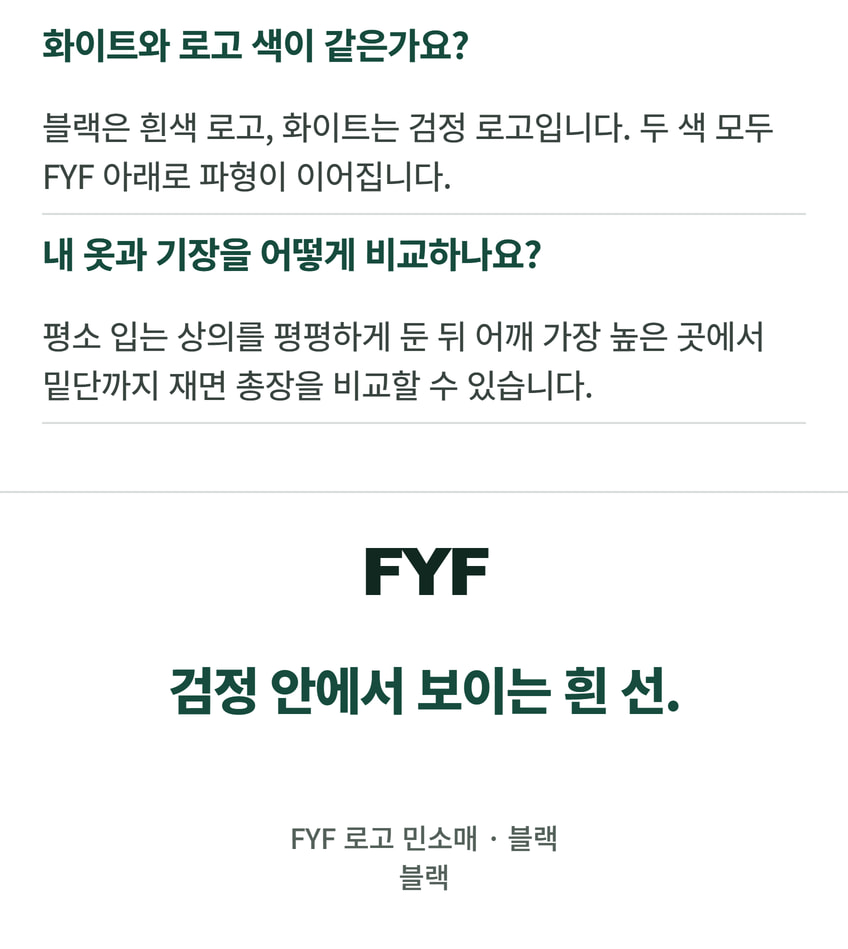 화이트와 로고 색이 같은가요?
블랙은 흰색 로고, 화이트는 검정 로고입니다. 두 색 모두
FYF 아래로 파형이 이어집니다.
내 옷과 기장을 어떻게 비교하나요?
평소 입는 상의를 평평하게 둔 뒤 어깨 가장 높은 곳에서
밑단까지 재면 총장을 비교할 수 있습니다.
FYF
검정 안에서 보이는 흰 선.
FYF 로고 민소매 · 블랙
블랙